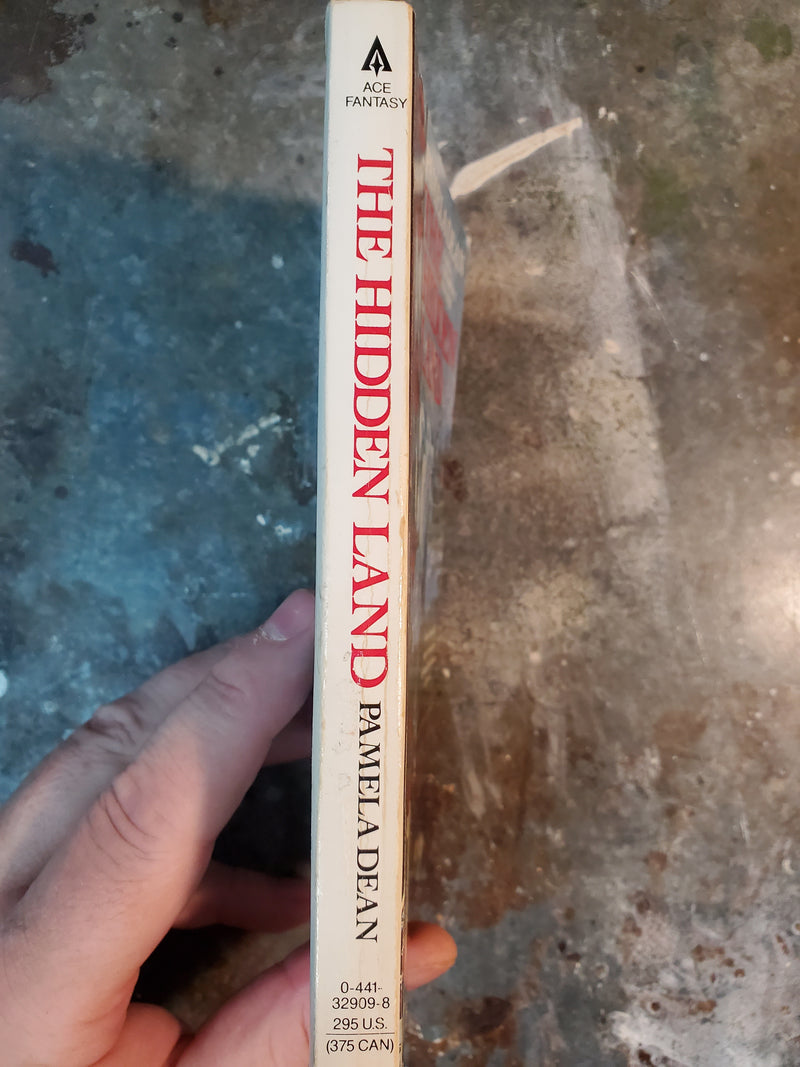 ACE
FANTASY
THE HIDDEN LAND
PAMELA DEAN
0-441-
32909-8
295 U.S.
(375 CAN)